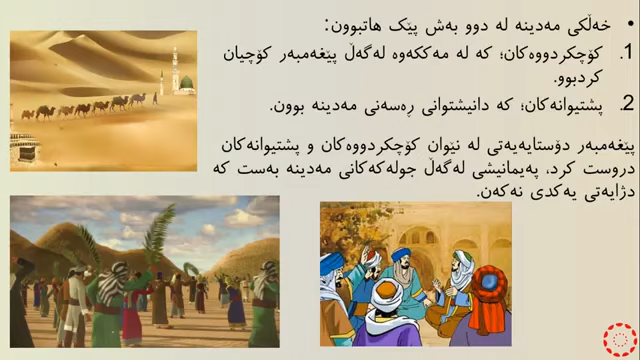 • خەڵکی مەدینە لە دوو بەش پێک هاتبوون:
1. کۆچکردووەکان؛ کە لە مەککەوە لەگەڵ پێغەمبەر کۆچیان
کردبوو.
2. پشتیوانەکان؛ کە دانیشتوانی ڕەسەنی مەدینە بوون.
پێغەمبەر دۆستایەیەتی لە نێوان کۆچکردووەکان و پشتیوانەکان
دروست کرد، پەیمانیشی لەگەڵ جولەکەکانی مەدینە بەست کە
دژایەتی یەکدی نەکەن.